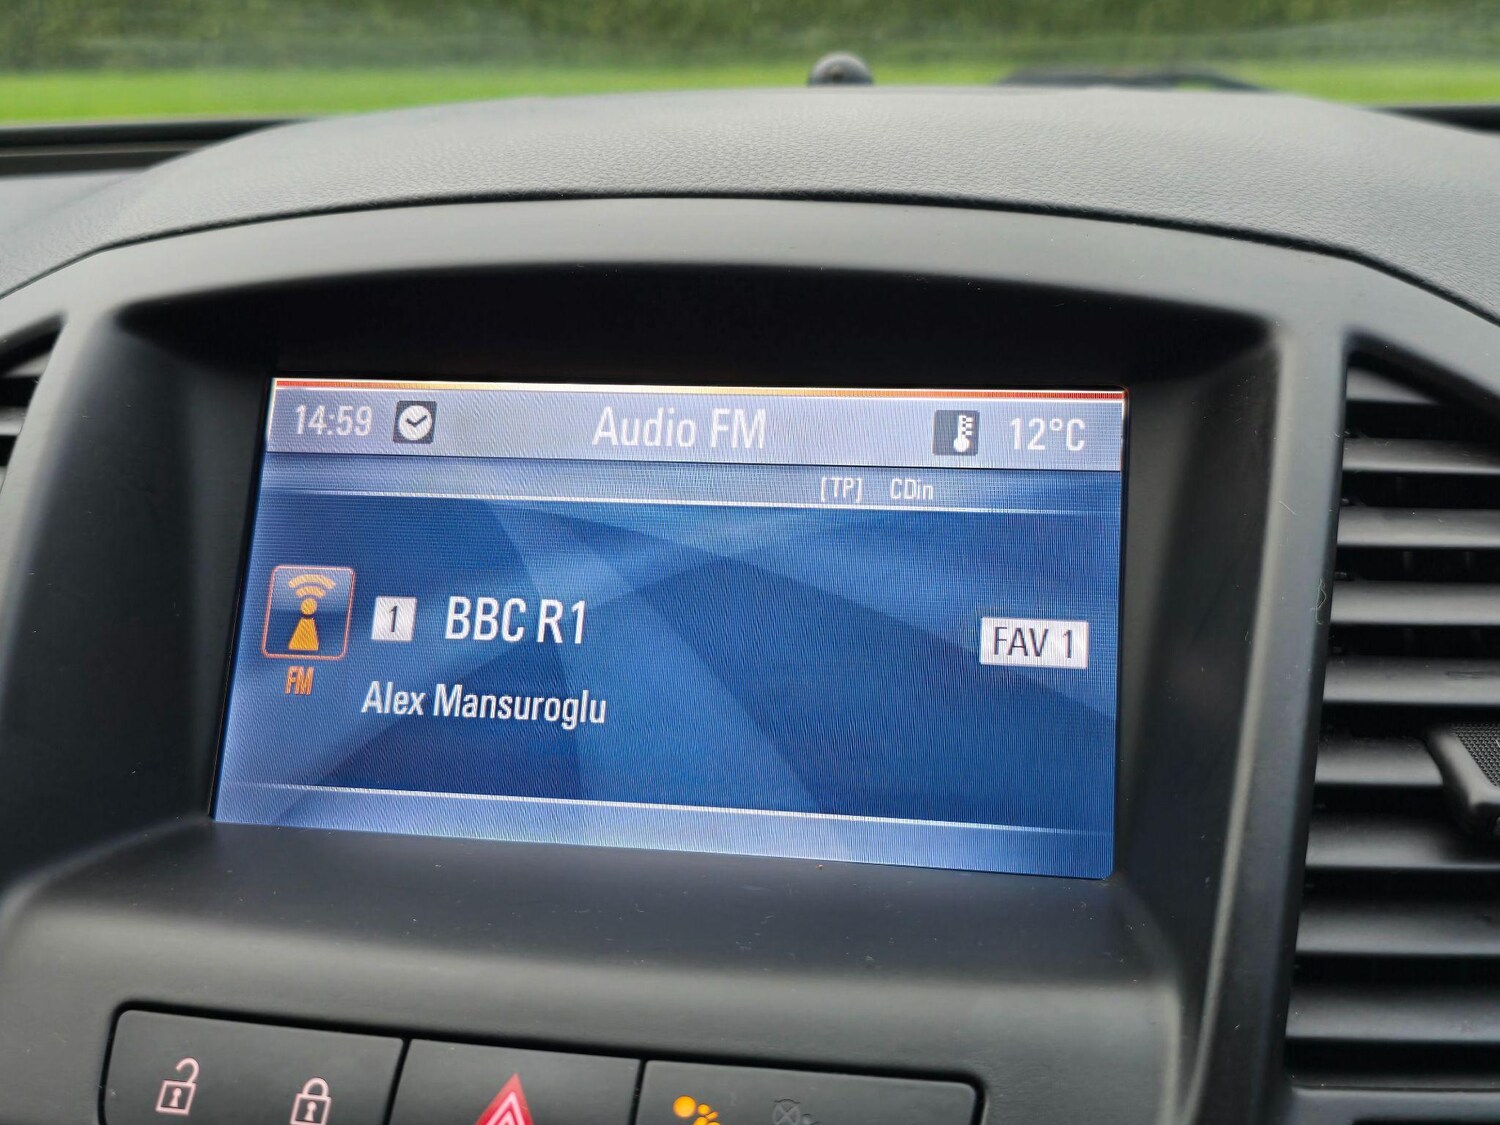 14:59 Audio FM 12°C
[TP] CDin
1 BBC R1 FAV 1
FM
Alex Mansuroglu